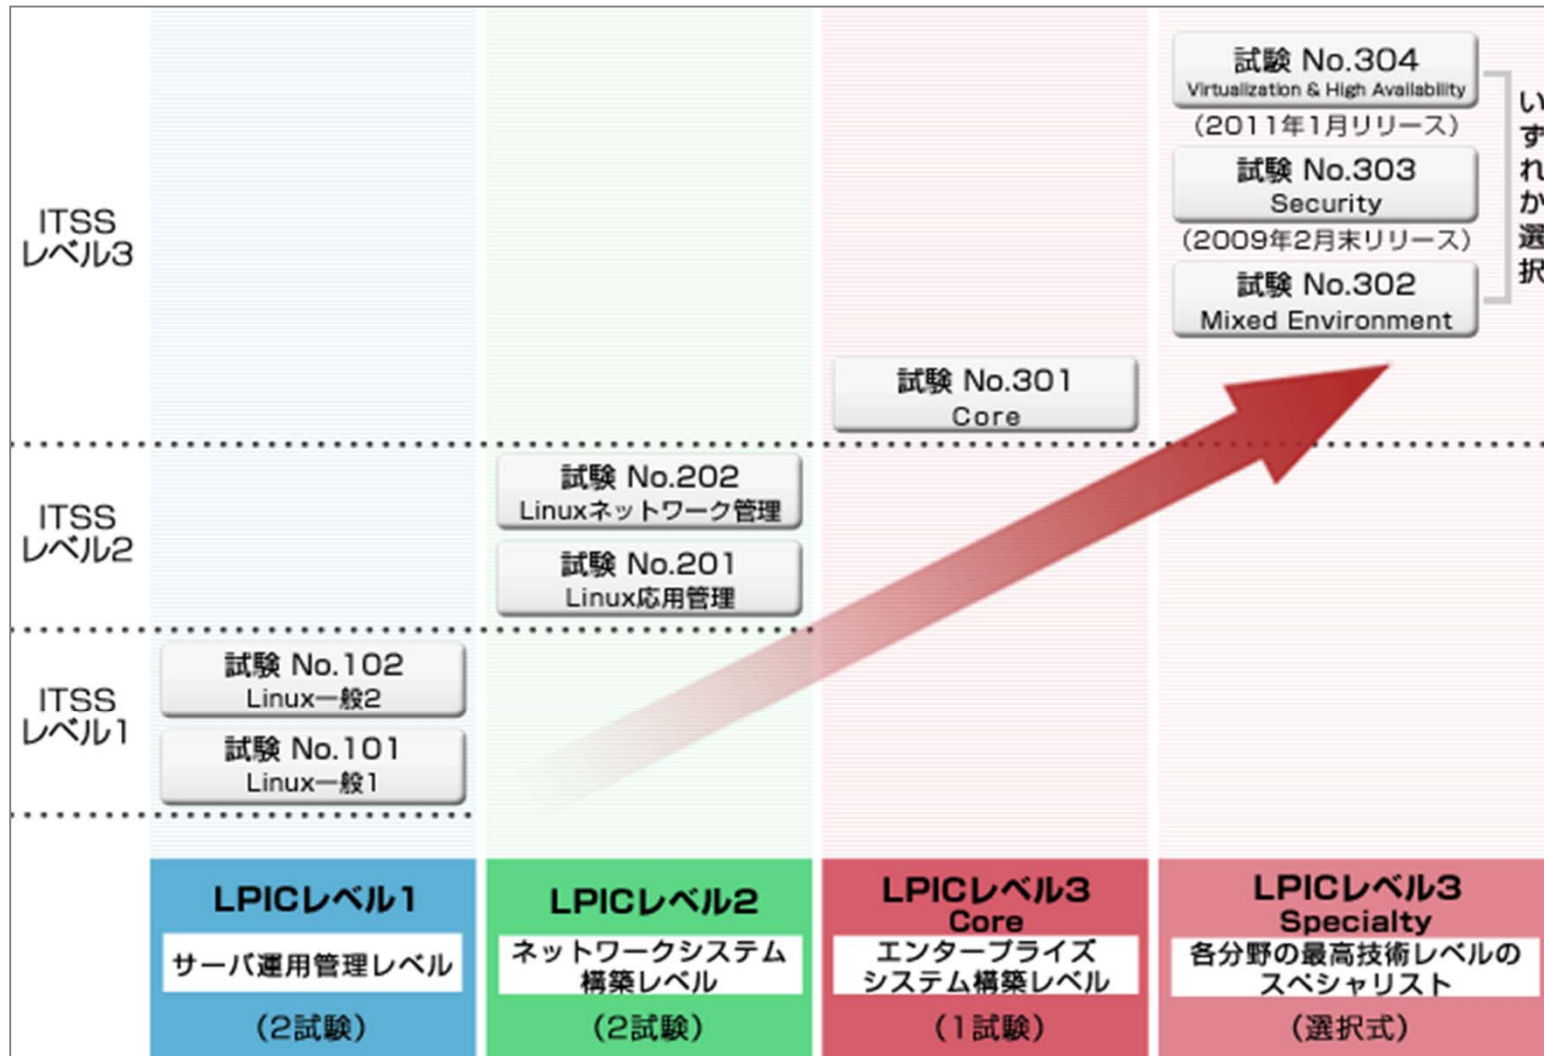 試験 No.304
Virtualization & High Availability
(2011年1月リリース)
試験 No.303
Security
(2009年2月末リリース)
試験 No.302
Mixed Environment
いずれか選択
ITSS
レベル3
試験 No.301
Core
試験 No.202
Linuxネットワーク管理
試験 No.201
Linux応用管理
ITSS
レベル2
試験 No.102
Linux一般2
試験 No.101
Linux一般1
ITSS
レベル1
LPICレベル1
サーバ運用管理レベル
(2試験)
LPICレベル2
ネットワークシステム
構築レベル
(2試験)
LPICレベル3
Core
エンタープライズ
システム構築レベル
(1試験)
LPICレベル3
Specialty
各分野の最高技術レベルの
スペシャリスト
(選択式)